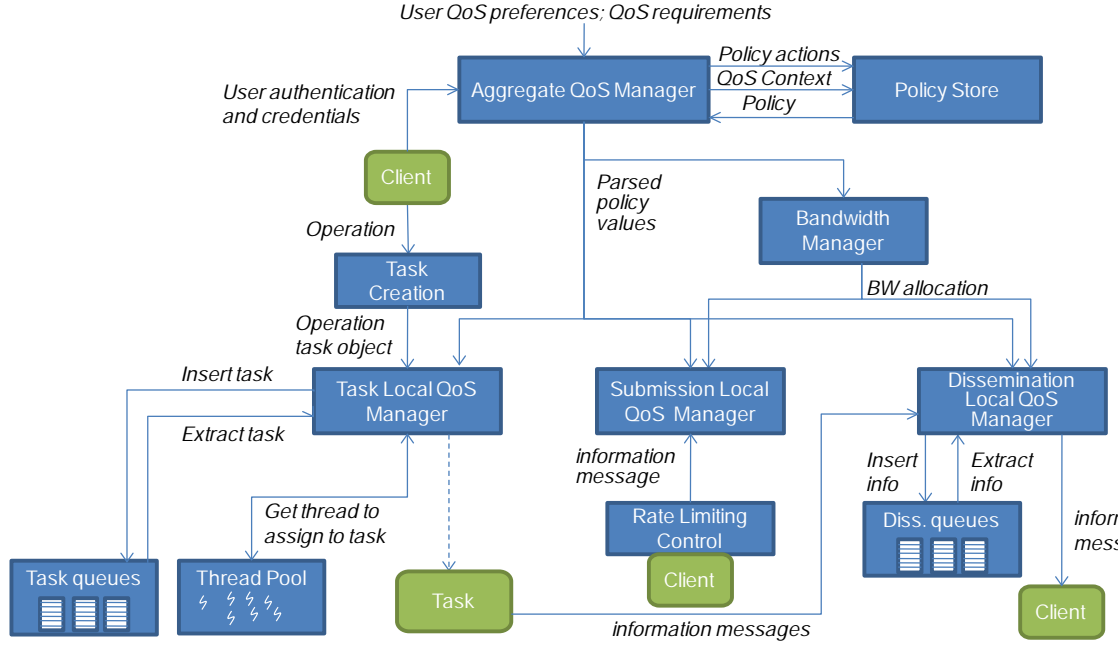 User QoS preferences; QoS requirements
Policy actions
Aggregate QoS Manager
QoS Context
Policy Store
Policy
User authentication
and credentials
Client
Parsed
policy
values
Bandwidth
Manager
Operation
Task
Creation
BW allocation
Operation
task object
Insert task
Task Local QoS
Manager
Submission Local
QoS Manager
Dissemination
Local QoS
Manager
Extract task
information
message
Insert
info
Extract
info
Get thread to
assign to task
Rate Limiting
Control
Diss. queues
Task queues
Thread Pool
Client
Task
Client
information messages